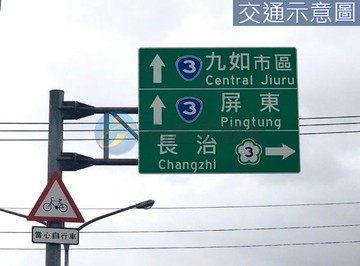 交通示意圖
3 九如市區
Central Jiuru
3 屏東
Pingtung
長治 3
Changzhi
當心自行車